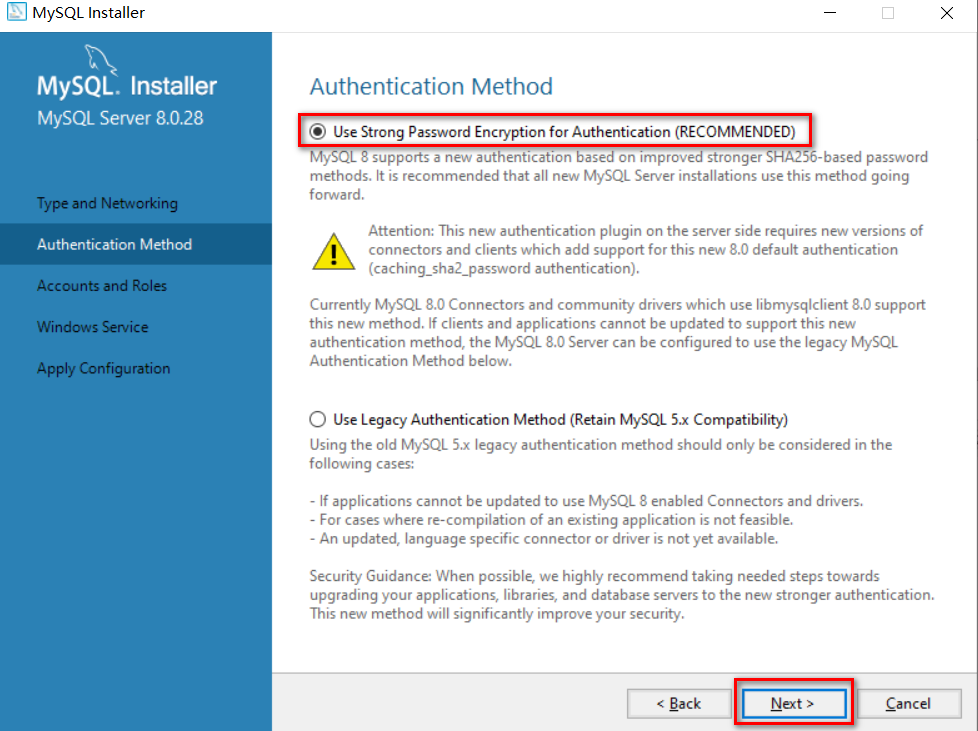 MySQL Installer
MySQL. Installer
MySQL Server 8.0.28
Type and Networking
Authentication Method
Accounts and Roles
Windows Service
Apply Configuration
Authentication Method
Use Strong Password Encryption for Authentication (RECOMMENDED)
MySQL 8 supports a new authentication based on improved stronger SHA256-based password
methods. It is recommended that all new MySQL Server installations use this method going
forward.
Attention: This new authentication plugin on the server side requires new versions of
connectors and clients which add support for this new 8.0 default authentication
(caching_sha2_password authentication).
Currently MySQL 8.0 Connectors and community drivers which use libmysqlclient 8.0 support
this new method. If clients and applications cannot be updated to support this new
authentication method, the MySQL 8.0 Server can be configured to use the legacy MySQL
Authentication Method below.
Use Legacy Authentication Method (Retain MySQL 5.x Compatibility)
Using the old MySQL 5.x legacy authentication method should only be considered in the
following cases:
- If applications cannot be updated to use MySQL 8 enabled Connectors and drivers.
- For cases where re-compilation of an existing application is not feasible.
- An updated, language specific connector or driver is not yet available.
Security Guidance: When possible, we highly recommend taking needed steps towards
upgrading your applications, libraries, and database servers to the new stronger authentication.
This new method will significantly improve your security.
< Back
Next >
Cancel